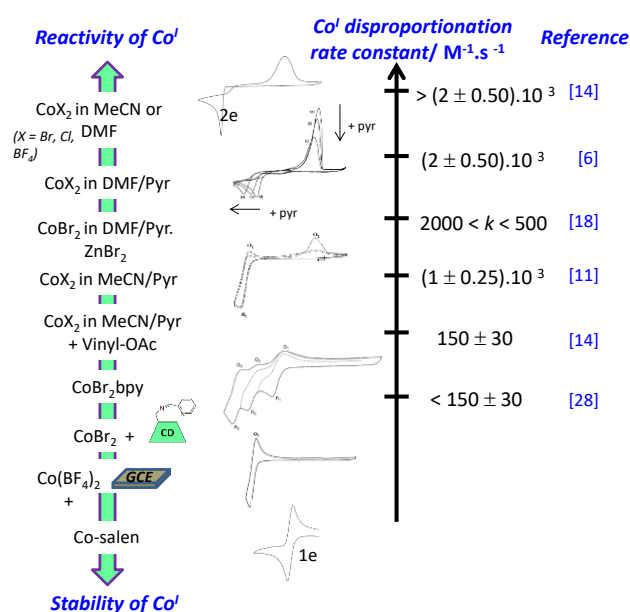 Reactivity of Coᴵ
Coᴵ disproportionation
rate constant/ M⁻¹.s ⁻¹
Reference
CoX₂ in MeCN or
DMF
(X = Br, Cl,
BF₄)
2e
> (2 ± 0.50).10 ³
[14]
+ pyr
CoX₂ in DMF/Pyr
(2 ± 0.50).10 ³
[6]
+ pyr
CoBr₂ in DMF/Pyr.
ZnBr₂
2000 < k < 500
[18]
CoX₂ in MeCN/Pyr
(1 ± 0.25).10 ³
[11]
CoX₂ in MeCN/Pyr
+ Vinyl-OAc
150 ± 30
[14]
CoBr₂bpy
< 150 ± 30
[28]
CoBr₂ +
N
N
CD
Co(BF₄)₂
+
GCE
Co-salen
1e
Stability of Coᴵ